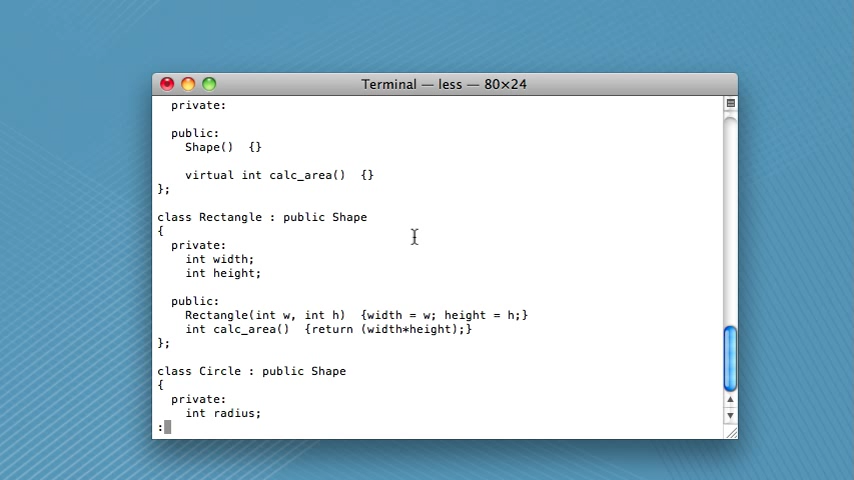 Terminal — less — 80×24
private:
public:
Shape()  {}
virtual int calc_area()  {}
};
class Rectangle : public Shape
{
private:
int width;
int height;
public:
Rectangle(int w, int h)  {width = w; height = h;}
int calc_area()  {return (width*height);}
};
class Circle : public Shape
{
private:
int radius;
: